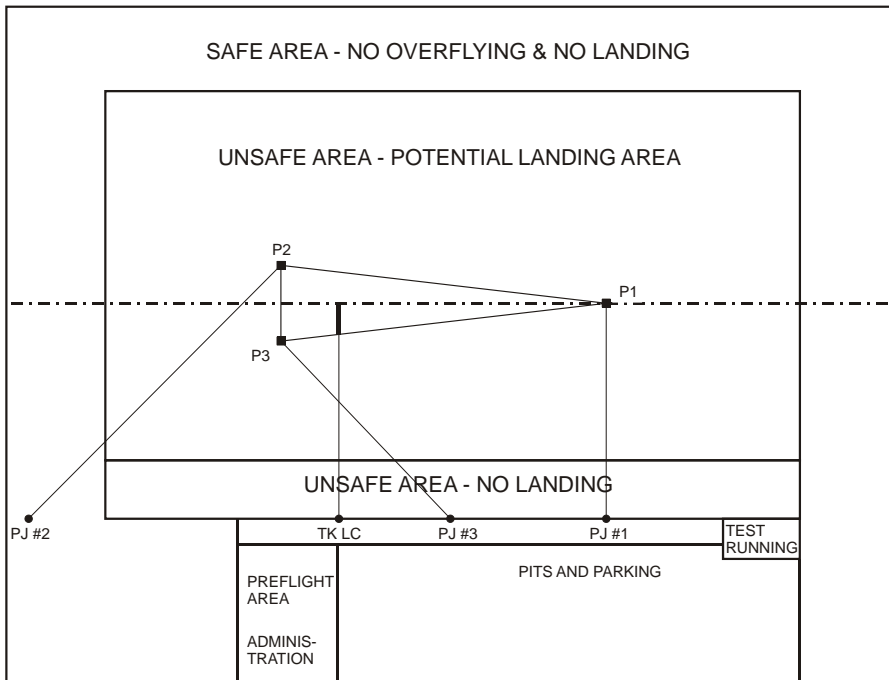 SAFE AREA - NO OVERFLYING & NO LANDING
UNSAFE AREA - POTENTIAL LANDING AREA
P2
P1
P3
UNSAFE AREA - NO LANDING
PJ #2
TK LC
PJ #3
PJ #1
TEST
RUNNING
PITS AND PARKING
PREFLIGHT
AREA
ADMINIS-
TRATION